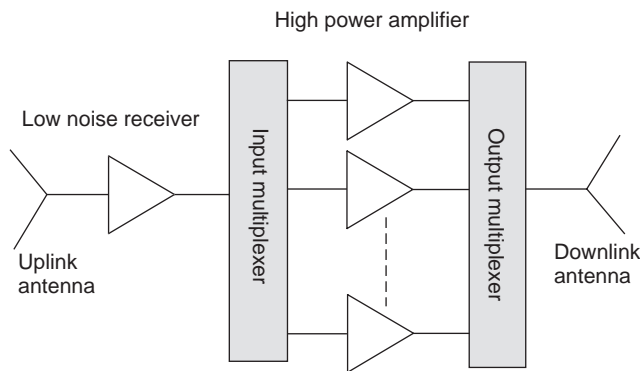 High power amplifier
Low noise receiver
Input multiplexer
Output multiplexer
Uplink
antenna
Downlink
antenna